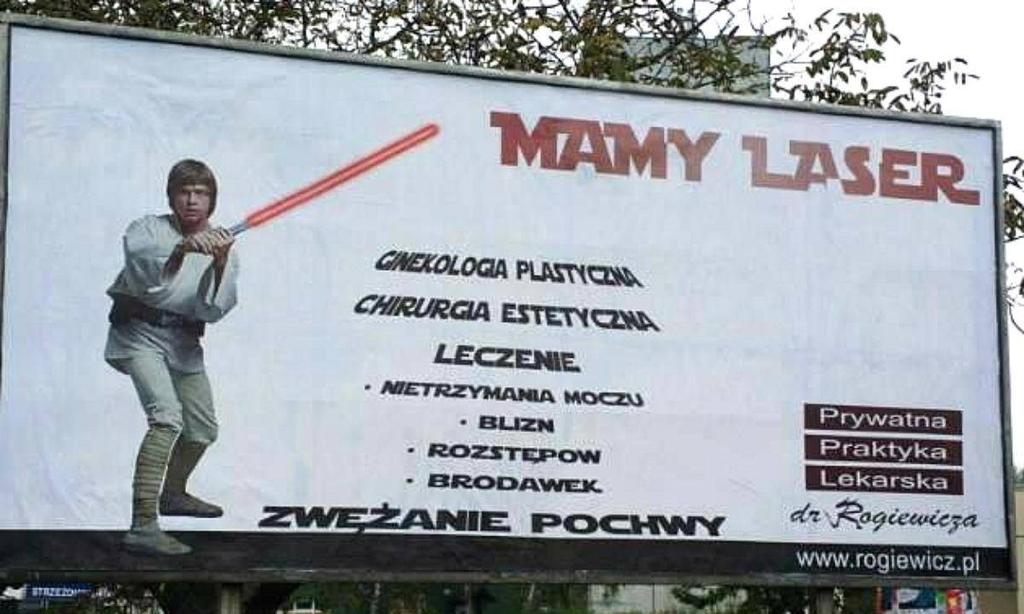 MAMY LASER
GINEKOLOGIA PLASTYCZNA
CHIRURGIA ESTETYCZNA
LECZENIE
• NIETRZYMANIA MOCZU
• BLIZN
• ROZSTĘPOW
• BRODAWEK
ZWĘŻANIE POCHWY
Prywatna
Praktyka
Lekarska
dr Rogiewicza
www.rogiewicz.pl